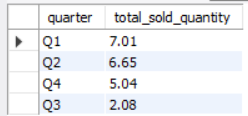 quarter total_sold_quantity
Q1 7.01
Q2 6.65
Q4 5.04
Q3 2.08